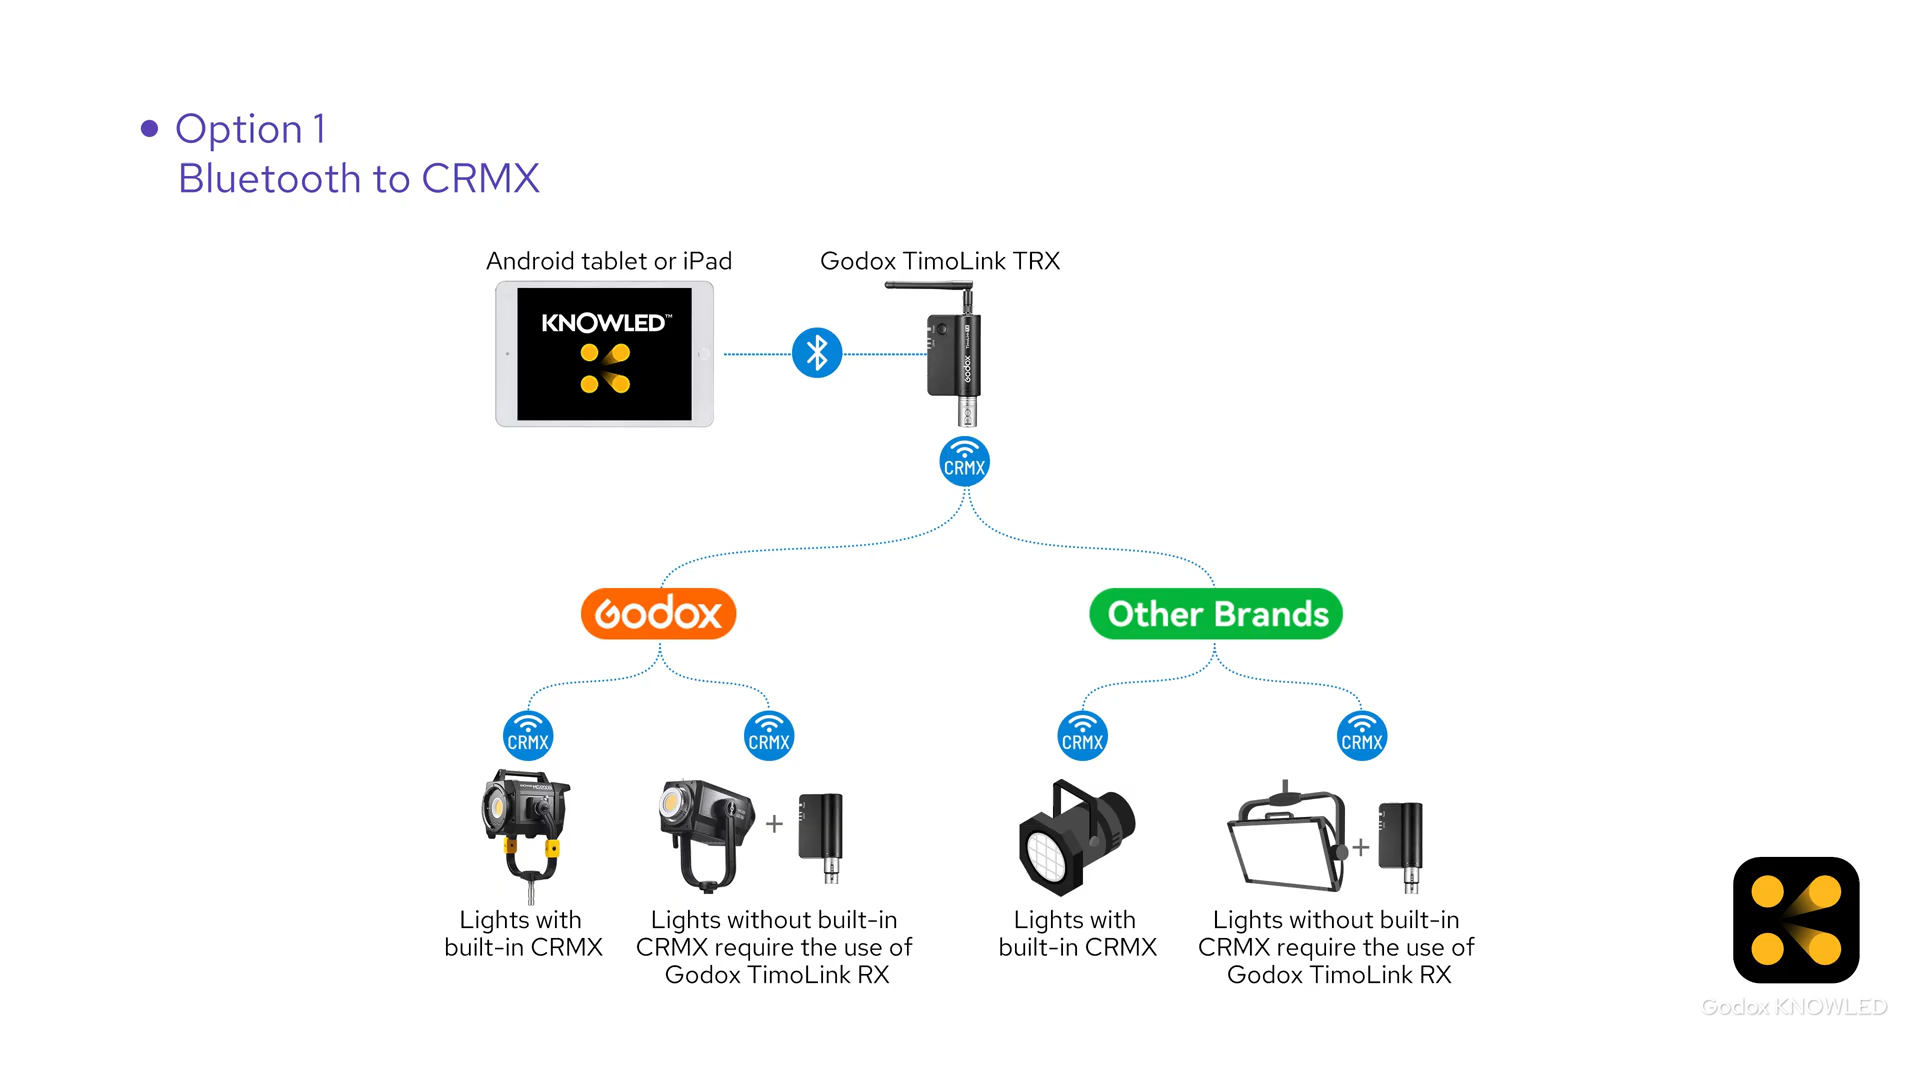 Option 1
Bluetooth to CRMX
Android tablet or iPad
Godox TimoLink TRX
KNOWLED™
Godox
CRMX
Godox
Other Brands
CRMX
CRMX
CRMX
CRMX
Lights with
built-in CRMX
Lights without built-in
CRMX require the use of
Godox TimoLink RX
Lights with
built-in CRMX
Lights without built-in
CRMX require the use of
Godox TimoLink RX
Godox KNOWLED